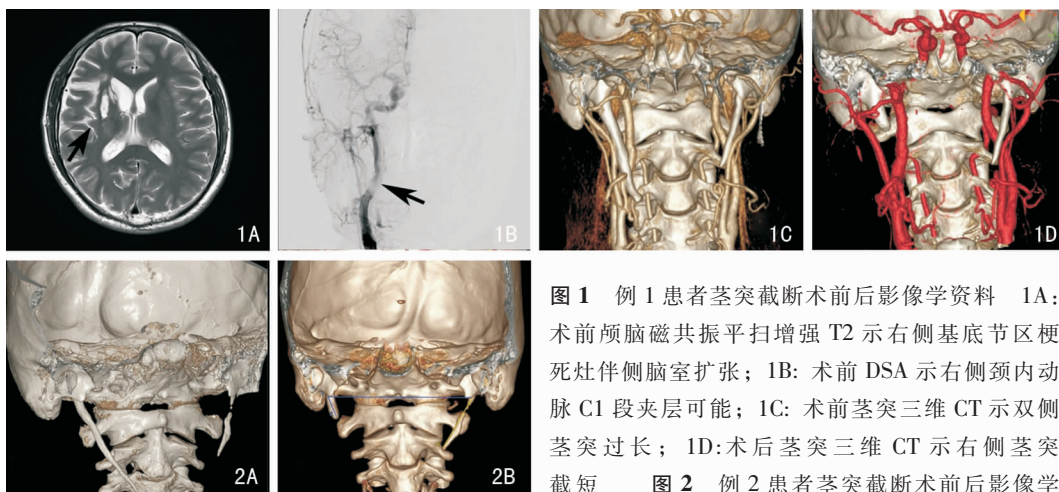 1A
1B
1C
1D
2A
2B
图 1 例 1 患者茎突截断术前后影像学资料 1A：
术前颅脑磁共振平扫增强 T2 示右侧基底节区梗
死灶伴侧脑室扩张；1B: 术前 DSA 示右侧颈内动
脉 C1 段夹层可能；1C: 术前茎突三维 CT 示双侧
茎突过长；1D:术后茎突三维 CT 示右侧茎突
截短 图 2 例 2 患者茎突截断术前后影像学